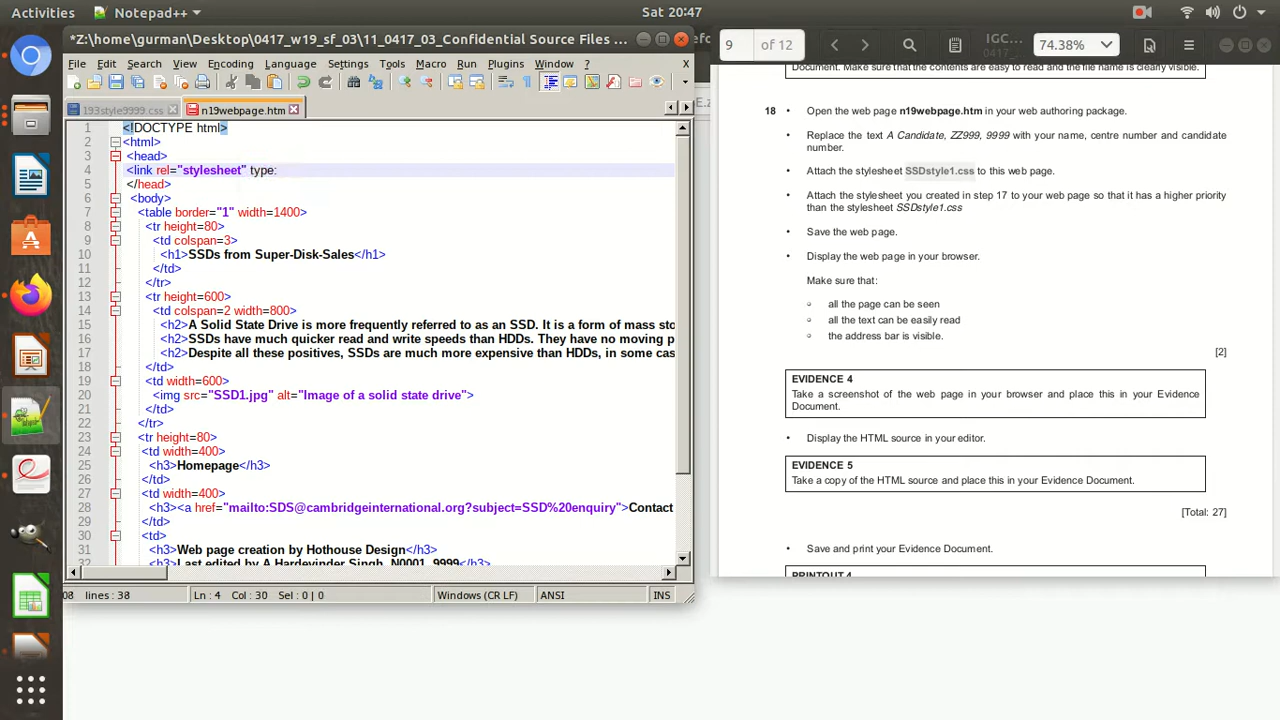 Activities
Notepad++
Sat 20:47
*Z:\home\gurman\Desktop\0417_w19_sf_03\11_0417_03_Confidential Source Files ...
File Edit Search View Encoding Language Settings Tools Macro Run Plugins Window ? X
193style9999.css
n19webpage.htm
1 <!DOCTYPE html>
2 <html>
3 <head>
4 <link rel="stylesheet" type:
5 </head>
6 <body>
7 <table border="1" width=1400>
8 <tr height=80>
9 <td colspan=3>
10 <h1>SSDs from Super-Disk-Sales</h1>
11 </td>
12 </tr>
13 <tr height=600>
14 <td colspan=2 width=800>
15 <h2>A Solid State Drive is more frequently referred to as an SSD. It is a form of mass sto
16 <h2>SSDs have much quicker read and write speeds than HDDs. They have no moving p
17 <h2>Despite all these positives, SSDs are much more expensive than HDDs, in some cas
18 </td>
19 <td width=600>
20 <img src="SSD1.jpg" alt="Image of a solid state drive">
21 </td>
22 </tr>
23 <tr height=80>
24 <td width=400>
25 <h3>Homepage</h3>
26 </td>
27 <td width=400>
28 <h3><a href="mailto:SDS@cambridgeinternational.org?subject=SSD%20enquiry">Contact
29 </td>
30 <td>
31 <h3>Web page creation by Hothouse Design</h3>
32 <h3>Last edited by A Hardevinder Singh, N0001, 9999</h3>
08 lines : 38 Ln : 4 Col : 30 Sel : 0 | 0 Windows (CR LF) ANSI INS
9 of 12
IGC...
0417...
74.38%
Document. Make sure that the contents are easy to read and the file name is clearly visible.
18 • Open the web page n19webpage.htm in your web authoring package.
• Replace the text A Candidate, ZZ999, 9999 with your name, centre number and candidate
number.
• Attach the stylesheet SSDstyle1.css to this web page.
• Attach the stylesheet you created in step 17 to your web page so that it has a higher priority
than the stylesheet SSDstyle1.css
• Save the web page.
• Display the web page in your browser.
Make sure that:
○ all the page can be seen
○ all the text can be easily read
○ the address bar is visible.
[2]
EVIDENCE 4
Take a screenshot of the web page in your browser and place this in your Evidence
Document.
• Display the HTML source in your editor.
EVIDENCE 5
Take a copy of the HTML source and place this in your Evidence Document.
[Total: 27]
• Save and print your Evidence Document.
PRINTOUT 4